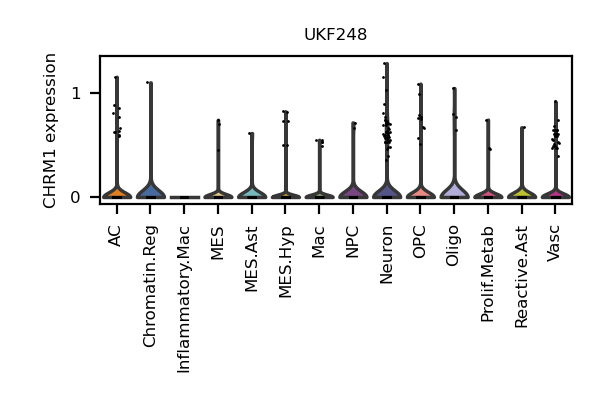 UKF248
CHRM1 expression
1
0
AC
Chromatin.Reg
Inflammatory.Mac
MES
MES.Ast
MES.Hyp
Mac
NPC
Neuron
OPC
Oligo
Prolif.Metab
Reactive.Ast
Vasc